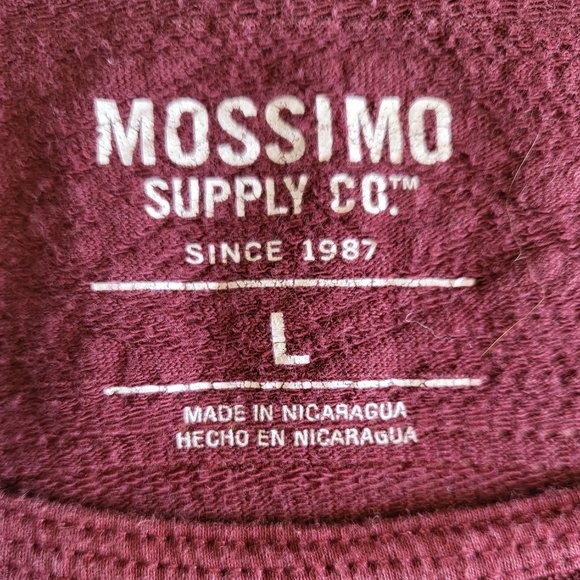 MOSSIMO
SUPPLY CO.™
SINCE 1987
L
MADE IN NICARAGUA
HECHO EN NICARAGUA